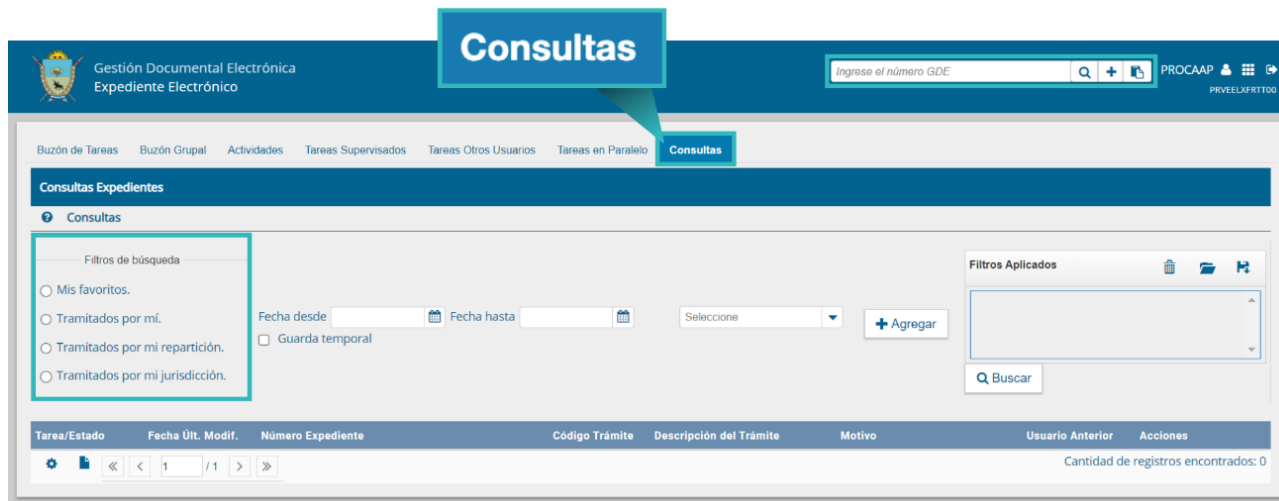 Consultas
Gestión Documental Electrónica
Expediente Electrónico
Ingrese el número GDE
PROCAAP
PRVEELXFRTT00
Buzón de Tareas Buzón Grupal Actividades Tareas Supervisados Tareas Otros Usuarios Tareas en Paralelo Consultas
Consultas Expedientes
Consultas
Filtros de búsqueda
Mis favoritos.
Tramitados por mí.
Tramitados por mi repartición.
Tramitados por mi jurisdicción.
Fecha desde Fecha hasta Seleccione Agregar
Guarda temporal
Filtros Aplicados
Buscar
Tarea/Estado Fecha Últ. Modif. Número Expediente Código Trámite Descripción del Trámite Motivo Usuario Anterior Acciones
1 / 1 Cantidad de registros encontrados: 0